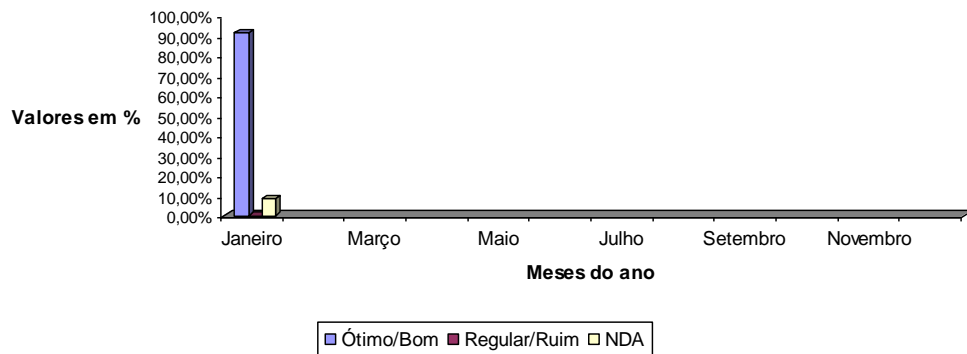 100,00%
90,00%
80,00%
70,00%
60,00%
50,00%
40,00%
30,00%
20,00%
10,00%
0,00%
Valores em %
Janeiro Março Maio Julho Setembro Novembro
Meses do ano
Ótimo/Bom Regular/Ruim NDA